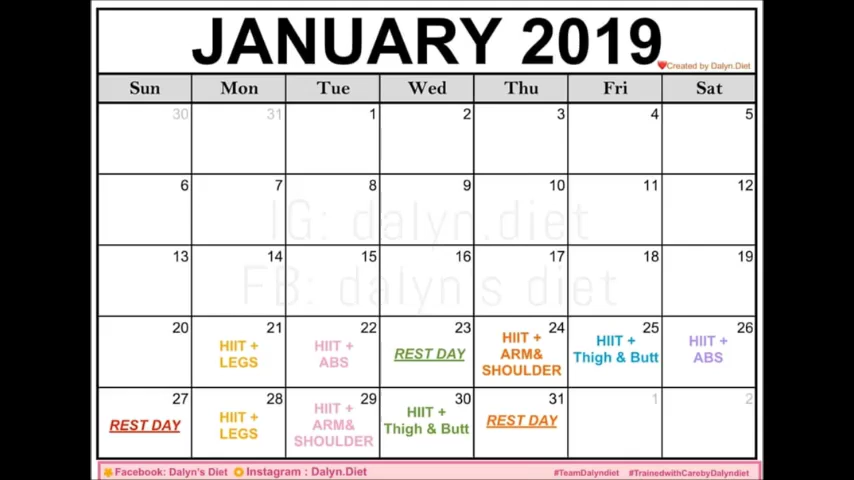 JANUARY 2019
❤Created by Dalyn.Diet
Sun Mon Tue Wed Thu Fri Sat
30 31 1 2 3 4 5
6 7 8 9 10 11 12
IG: dalyn.diet
13 14 15 16 17 18 19
FB: dalyn's diet
20 21 22 23 24 25 26
HIIT +
LEGS
HIIT +
ABS
REST DAY
HIIT +
ARM&
SHOULDER
HIIT +
Thigh & Butt
HIIT +
ABS
27 28 29 30 31 1 2
REST DAY
HIIT +
LEGS
HIIT +
ARM&
SHOULDER
HIIT +
Thigh & Butt
REST DAY
Facebook: Dalyn's Diet Instagram : Dalyn.Diet #TeamDalyndiet #TrainedwithCarebyDalyndiet